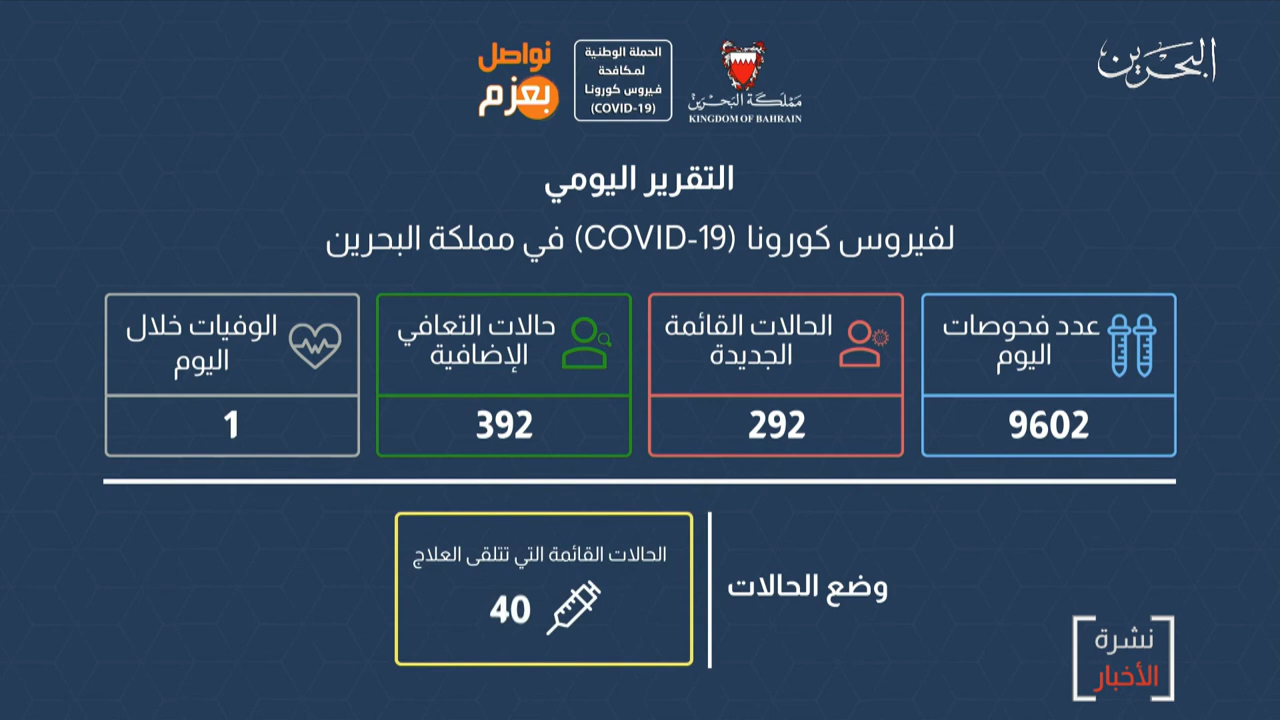 البحرين
مملكة البحرين
KINGDOM OF BAHRAIN
الحملة الوطنية
لمكافحة
فيروس كورونا
(COVID-19)
نواصل
بعزم
التقرير اليومي
لفيروس كورونا (COVID-19) في مملكة البحرين
عدد فحوصات
اليوم
9602
الحالات القائمة
الجديدة
292
حالات التعافي
الإضافية
392
الوفيات خلال
اليوم
1
وضع الحالات
الحالات القائمة التي تتلقى العلاج
40
نشرة
الأخبار